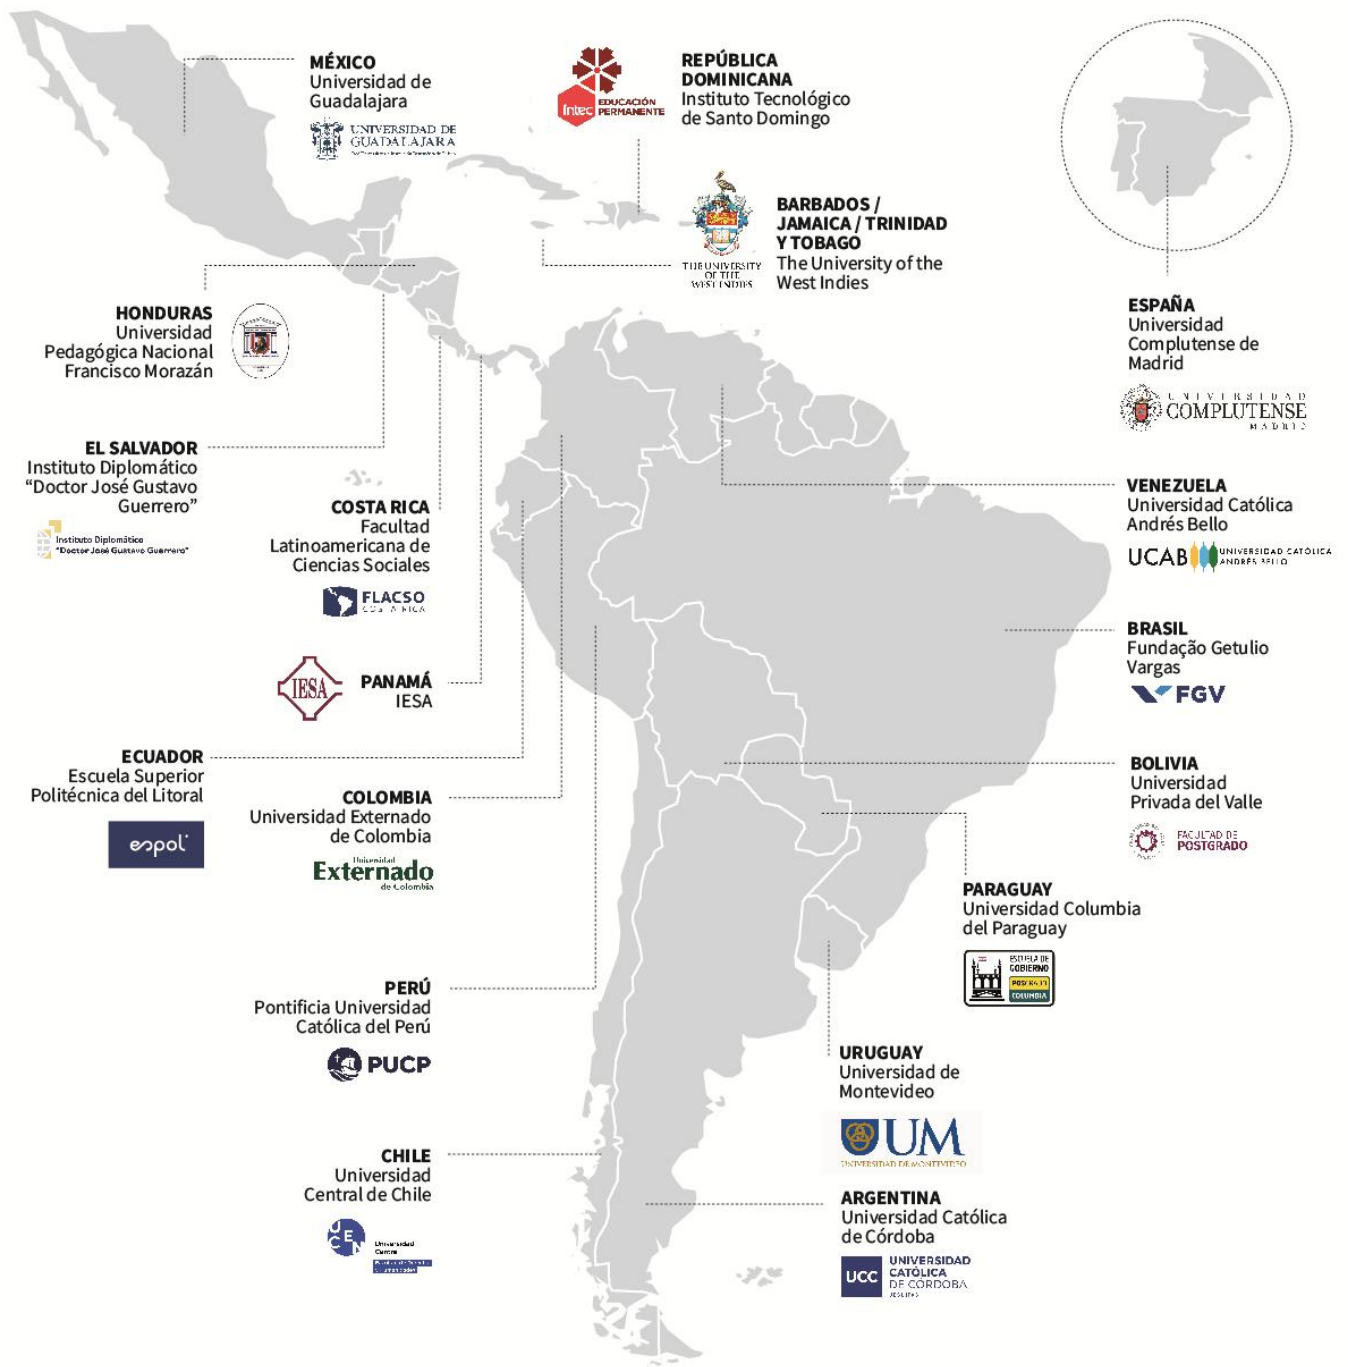 MÉXICO
Universidad de
Guadalajara
UNIVERSIDAD DE
GUADALAJARA
REPÚBLICA
DOMINICANA
Instituto Tecnológico
de Santo Domingo
intec
EDUCACIÓN
PERMANENTE
BARBADOS /
JAMAICA / TRINIDAD
Y TOBAGO
The University of the
West Indies
THE UNIVERSITY
OF THE
WEST INDIES
ESPAÑA
Universidad
Complutense de
Madrid
UNIVERSIDAD
COMPLUTENSE
MADRID
HONDURAS
Universidad
Pedagógica Nacional
Francisco Morazán
EL SALVADOR
Instituto Diplomático
“Doctor José Gustavo
Guerrero”
Instituto Diplomático
"Doctor José Gustavo Guerrero"
COSTA RICA
Facultad
Latinoamericana de
Ciencias Sociales
FLACSO
COSTA RICA
VENEZUELA
Universidad Católica
Andrés Bello
UCAB
UNIVERSIDAD CATÓLICA
ANDRÉS BELLO
BRASIL
Fundação Getulio
Vargas
FGV
PANAMÁ
IESA
IESA
ECUADOR
Escuela Superior
Politécnica del Litoral
espol
COLOMBIA
Universidad Externado
de Colombia
Universidad
Externado
de Colombia
BOLIVIA
Universidad
Privada del Valle
FACULTAD DE
POSTGRADO
PARAGUAY
Universidad Columbia
del Paraguay
ESCUELA DE
GOBIERNO
POSGRADO
COLUMBIA
PERÚ
Pontificia Universidad
Católica del Perú
PUCP
URUGUAY
Universidad de
Montevideo
UM
UNIVERSIDAD DE MONTEVIDEO
CHILE
Universidad
Central de Chile
UCEN
Universidad
Central
ARGENTINA
Universidad Católica
de Córdoba
UCC
UNIVERSIDAD
CATÓLICA
DE CÓRDOBA
JESUITAS